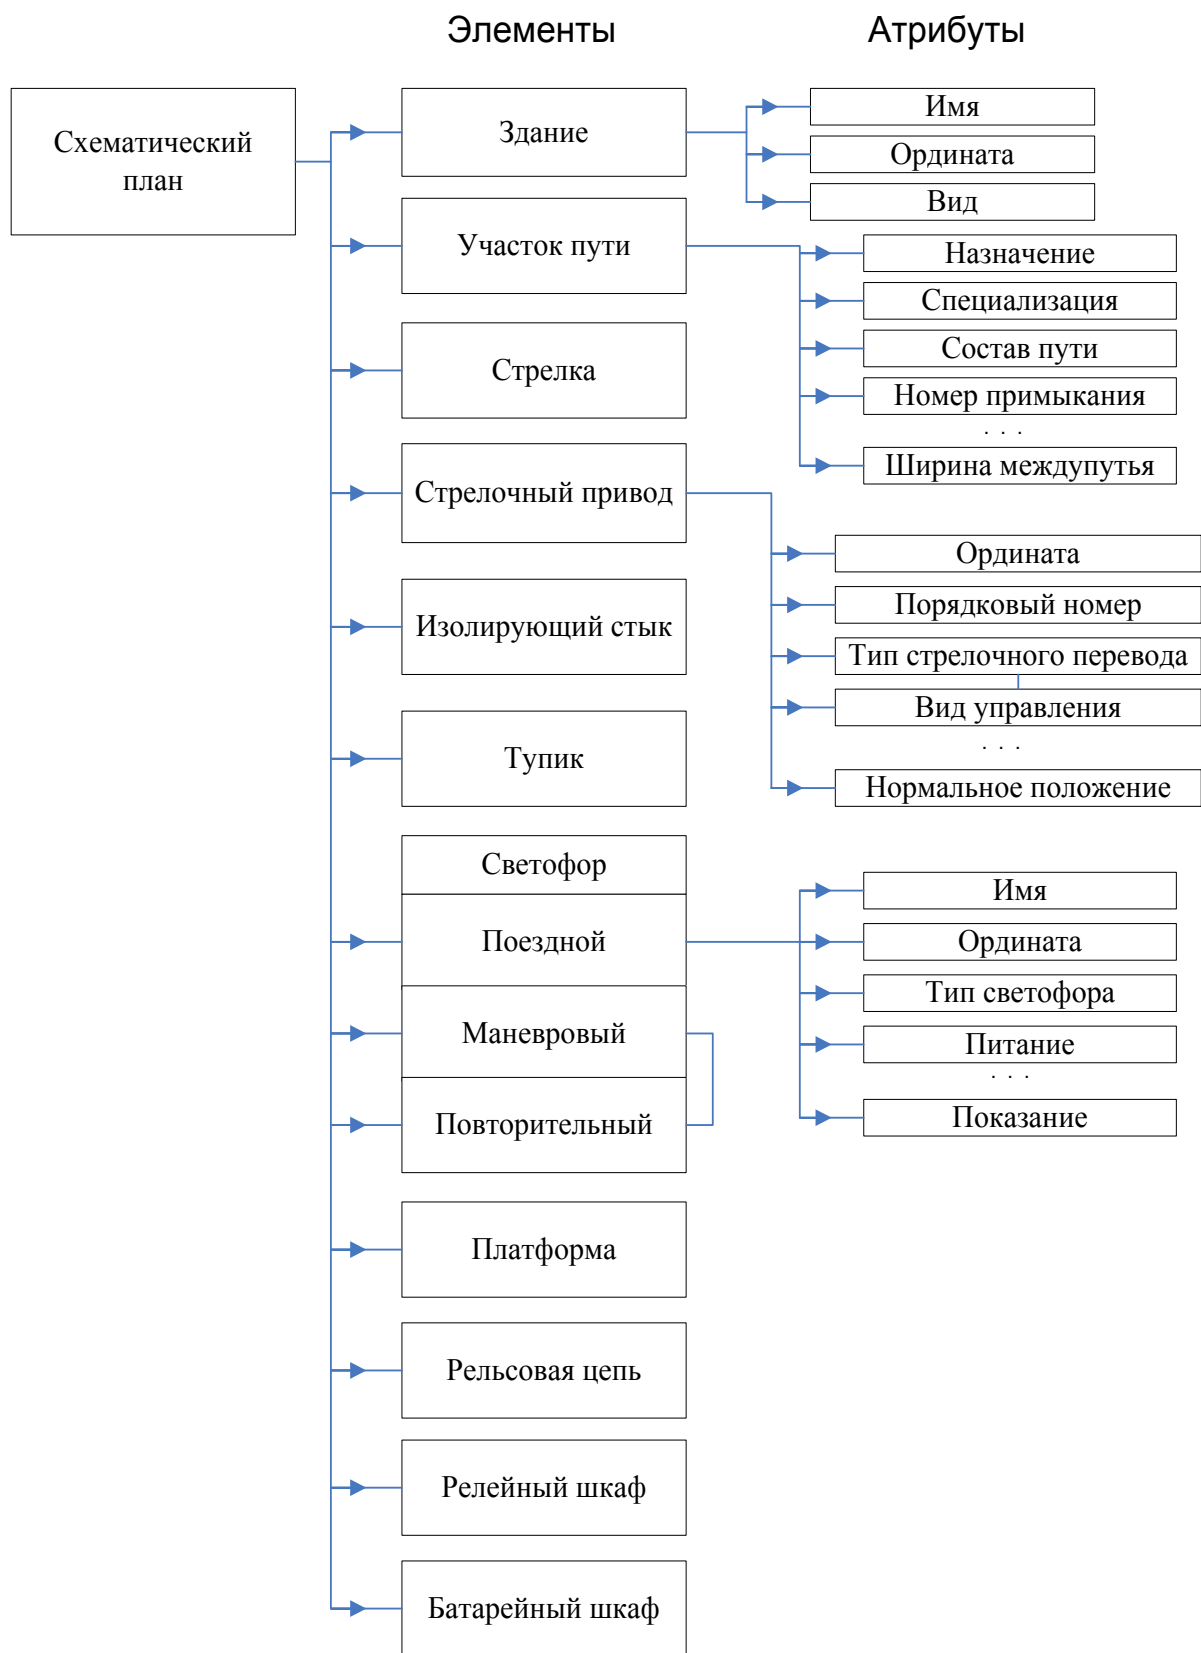 Элементы
Атрибуты
Схематический
план
Здание
Имя
Ордината
Вид
Участок пути
Назначение
Специализация
Состав пути
Номер примыкания
. . .
Ширина междупутья
Стрелка
Стрелочный привод
Ордината
Порядковый номер
Тип стрелочного перевода
Вид управления
. . .
Нормальное положение
Изолирующий стык
Тупик
Светофор
Поездной
Имя
Ордината
Тип светофора
Питание
. . .
Показание
Маневровый
Повторительный
Платформа
Рельсовая цепь
Релейный шкаф
Батарейный шкаф